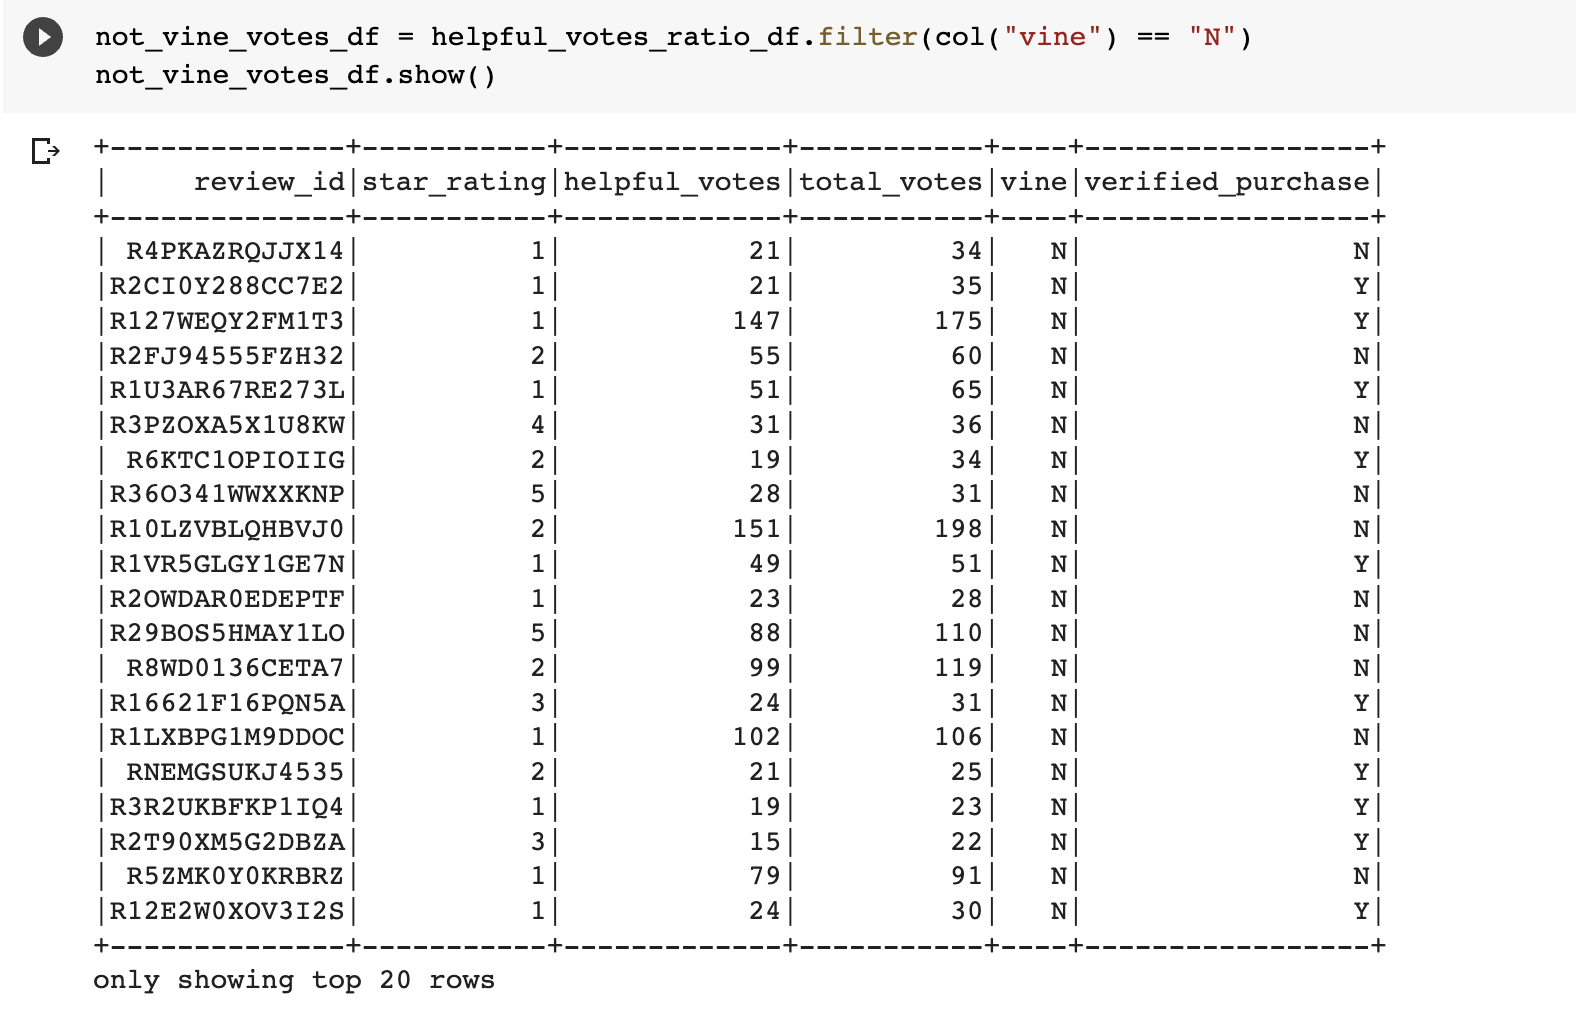 not_vine_votes_df = helpful_votes_ratio_df.filter(col("vine") == "N")
not_vine_votes_df.show()
+--------------+-----------+-------------+-----------+----+-----------------+
|     review_id|star_rating|helpful_votes|total_votes|vine|verified_purchase|
+--------------+-----------+-------------+-----------+----+-----------------+
| R4PKAZRQJJX14|          1|           21|         34|   N|                N|
|R2CI0Y288CC7E2|          1|           21|         35|   N|                Y|
|R127WEQY2FM1T3|          1|          147|        175|   N|                Y|
|R2FJ94555FZH32|          2|           55|         60|   N|                N|
|R1U3AR67RE273L|          1|           51|         65|   N|                Y|
|R3PZOXA5X1U8KW|          4|           31|         36|   N|                N|
| R6KTC1OPIOIIG|          2|           19|         34|   N|                Y|
|R36O341WWXXKNP|          5|           28|         31|   N|                N|
|R10LZVBLQHBVJ0|          2|          151|        198|   N|                N|
|R1VR5GLGY1GE7N|          1|           49|         51|   N|                Y|
|R2OWDAR0EDEPTF|          1|           23|         28|   N|                N|
|R29BOS5HMAY1LO|          5|           88|        110|   N|                N|
| R8WD0136CETA7|          2|           99|        119|   N|                N|
|R16621F16PQN5A|          3|           24|         31|   N|                Y|
|R1LXBPG1M9DDOC|          1|          102|        106|   N|                N|
| RNEMGSUKJ4535|          2|           21|         25|   N|                Y|
|R3R2UKBFKP1IQ4|          1|           19|         23|   N|                Y|
|R2T90XM5G2DBZA|          3|           15|         22|   N|                Y|
| R5ZMK0Y0KRBRZ|          1|           79|         91|   N|                N|
|R12E2W0XOV3I2S|          1|           24|         30|   N|                Y|
+--------------+-----------+-------------+-----------+----+-----------------+
only showing top 20 rows